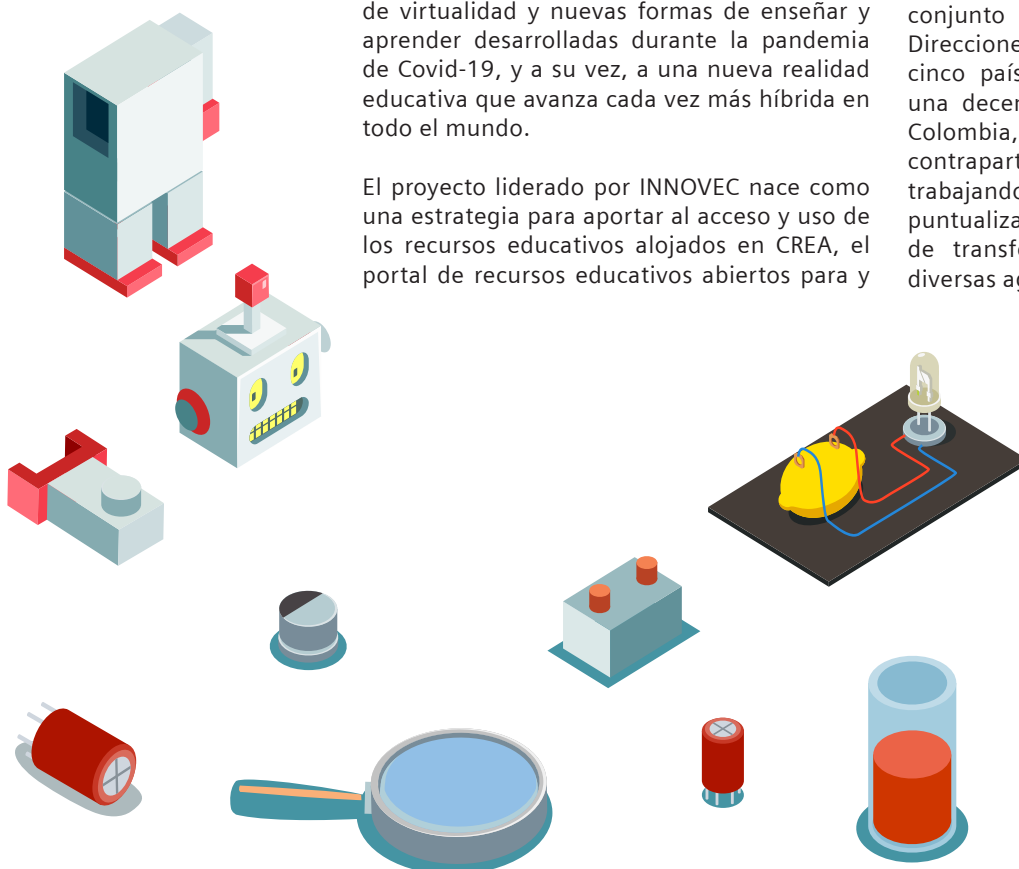 de virtualidad y nuevas formas de enseñar y
aprender desarrolladas durante la pandemia
de Covid-19, y a su vez, a una nueva realidad
educativa que avanza cada vez más híbrida en
todo el mundo.
El proyecto liderado por INNOVEC nace como
una estrategia para aportar al acceso y uso de
los recursos educativos alojados en CREA, el
portal de recursos educativos abiertos para y
conjunto
Direccione
cinco país
una decen
Colombia,
contrapart
trabajando
puntualiza
de transfe
diversas ag